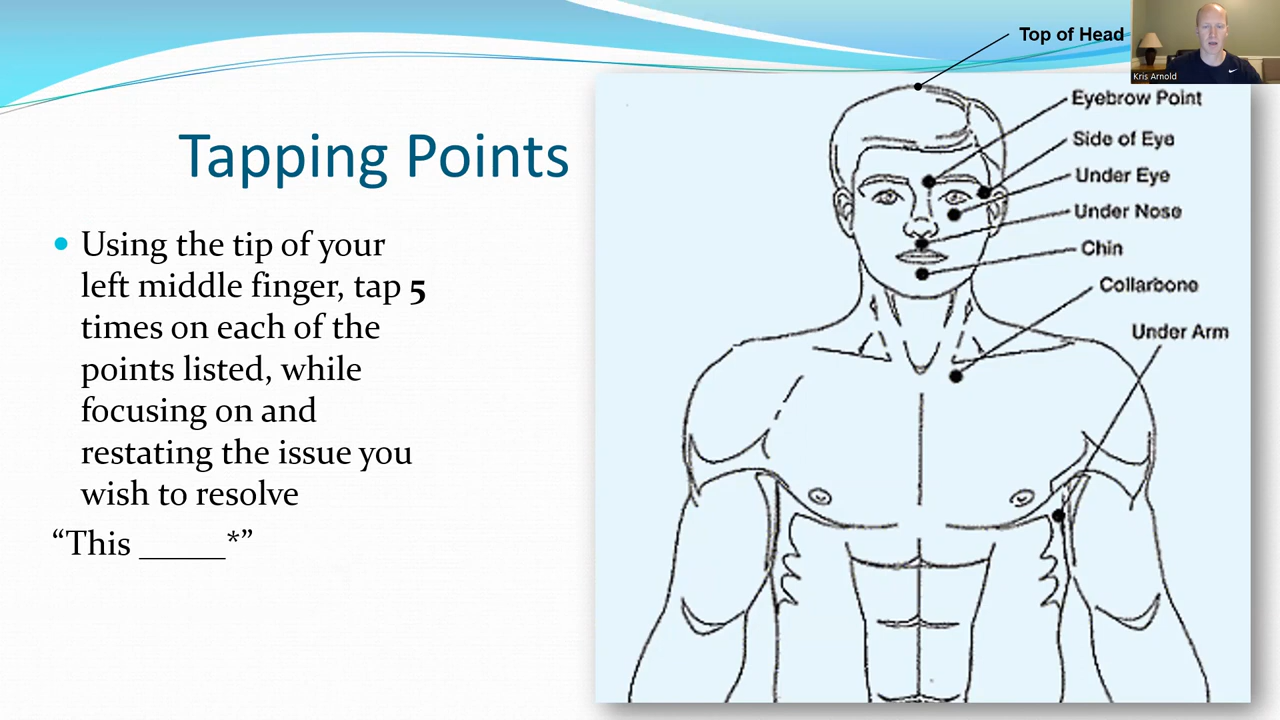 Top of Head
Kris Arnold
Eyebrow Point
Side of Eye
Under Eye
Under Nose
Chin
Collarbone
Under Arm
Tapping Points
• Using the tip of your
left middle finger, tap 5
times on each of the
points listed, while
focusing on and
restating the issue you
wish to resolve
“This _____*”